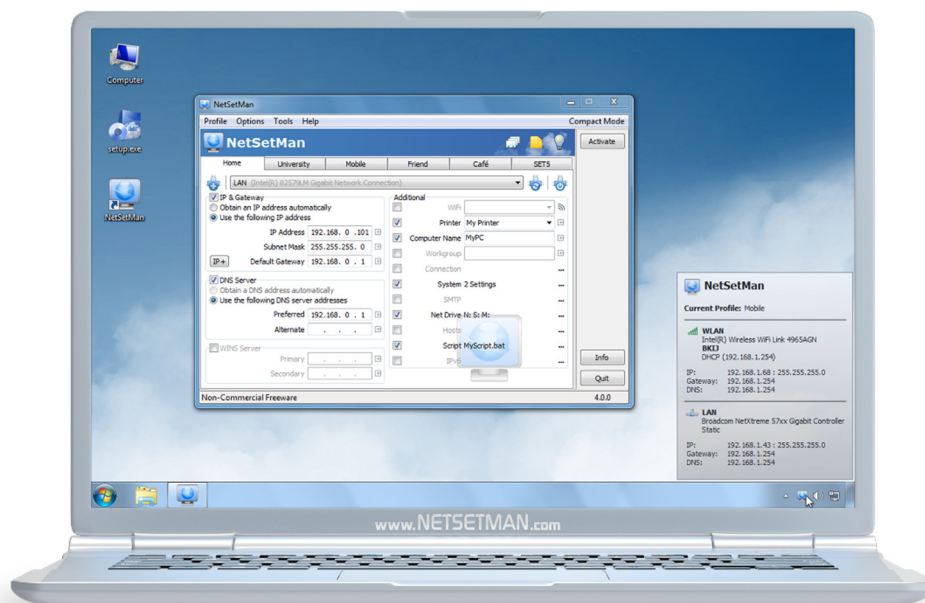 Computer
setup.exe
NetSetMan
NetSetMan
Profile Options Tools Help
Compact Mode
NetSetMan
Activate
Home University Mobile Friend Café SET5
LAN (Intel(R) 82579LM Gigabit Network Connection)
IP & Gateway
Obtain an IP address automatically
Use the following IP address
IP Address 192.168. 0 .101
Subnet Mask 255.255.255. 0
IP+ Default Gateway 192.168. 0 . 1
DNS Server
Obtain a DNS address automatically
Use the following DNS server addresses
Preferred 192.168. 0 . 1
Alternate . . .
WINS Server
Primary . . .
Secondary . . .
Additional
WiFi
Printer My Printer
Computer Name MyPC
Workgroup
Connection ...
System 2 Settings ...
SMTP ...
Net Drive N: S: M: ...
Hosts ...
Script MyScript.bat ...
IPv6 ...
Info
Quit
Non-Commercial Freeware
4.0.0
NetSetMan
Current Profile: Mobile
WLAN
Intel(R) Wireless WiFi Link 4965AGN
BKIJ
DHCP (192.168.1.254)
IP: 192.168.1.68 : 255.255.255.0
Gateway: 192.168.1.254
DNS: 192.168.1.254
LAN
Broadcom NetXtreme 57xx Gigabit Controller
Static
IP: 192.168.1.43 : 255.255.255.0
Gateway: 192.168.1.254
DNS: 192.168.1.254
www.NETSETMAN.com